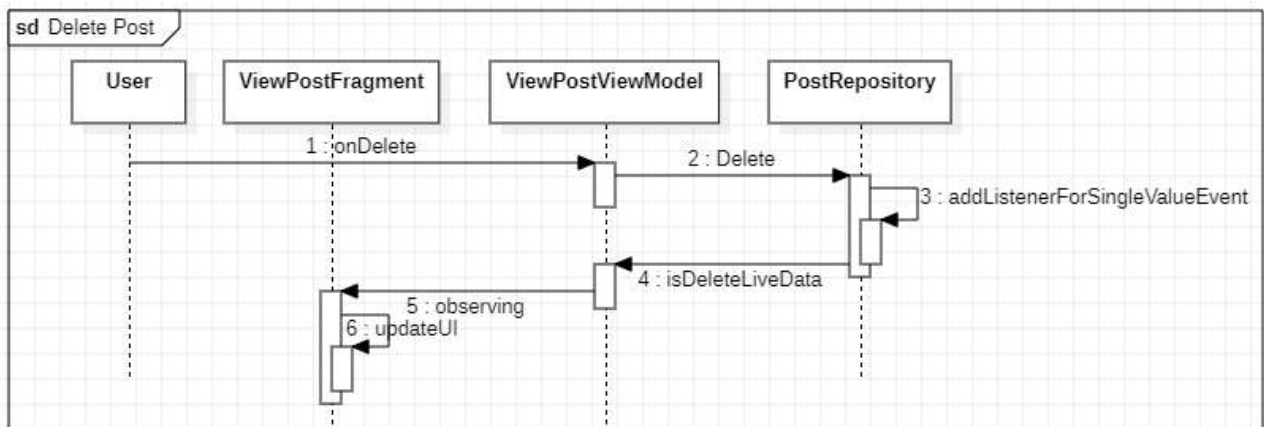 sd Delete Post
User
ViewPostFragment
ViewPostViewModel
PostRepository
1 : onDelete
2 : Delete
3 : addListenerForSingleValueEvent
4 : isDeleteLiveData
5 : observing
6 : updateUI